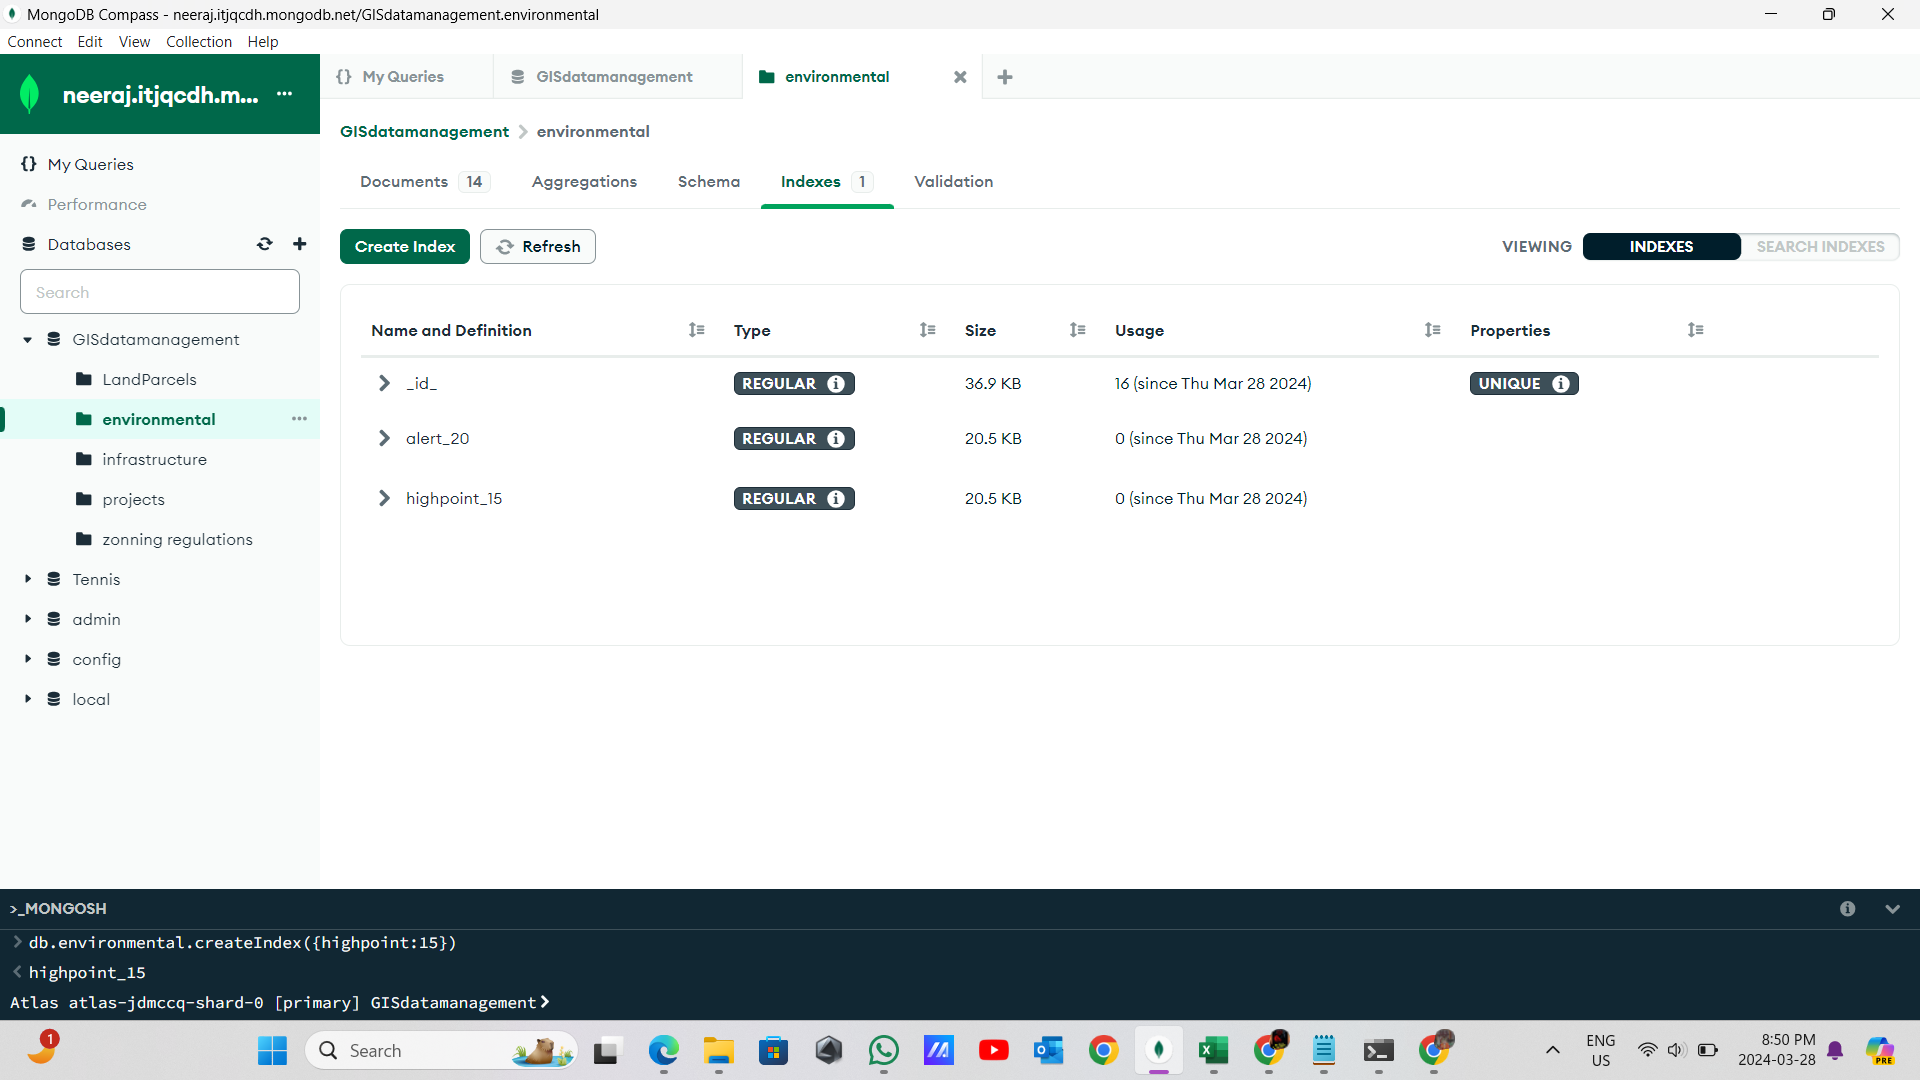 MongoDB Compass - neeraj.itjqcdh.mongodb.net/GISdatamanagement.environmental
Connect Edit View Collection Help
neeraj.itjqcdh.m... ...
{} My Queries
GISdatamanagement
environmental
GISdatamanagement > environmental
{} My Queries
Performance
Databases
Search
GISdatamanagement
LandParcels
environmental
infrastructure
projects
zonning regulations
Tennis
admin
config
local
Documents 14 Aggregations Schema Indexes 1 Validation
Create Index Refresh VIEWING INDEXES SEARCH INDEXES
Name and Definition Type Size Usage Properties
_id_ REGULAR 36.9 KB 16 (since Thu Mar 28 2024) UNIQUE
alert_20 REGULAR 20.5 KB 0 (since Thu Mar 28 2024)
highpoint_15 REGULAR 20.5 KB 0 (since Thu Mar 28 2024)
>_MONGOSH
> db.environmental.createIndex({highpoint:15})
< highpoint_15
Atlas atlas-jdmccq-shard-0 [primary] GISdatamanagement>
1
Search
ENG
US
8:50 PM
2024-03-28
PRE